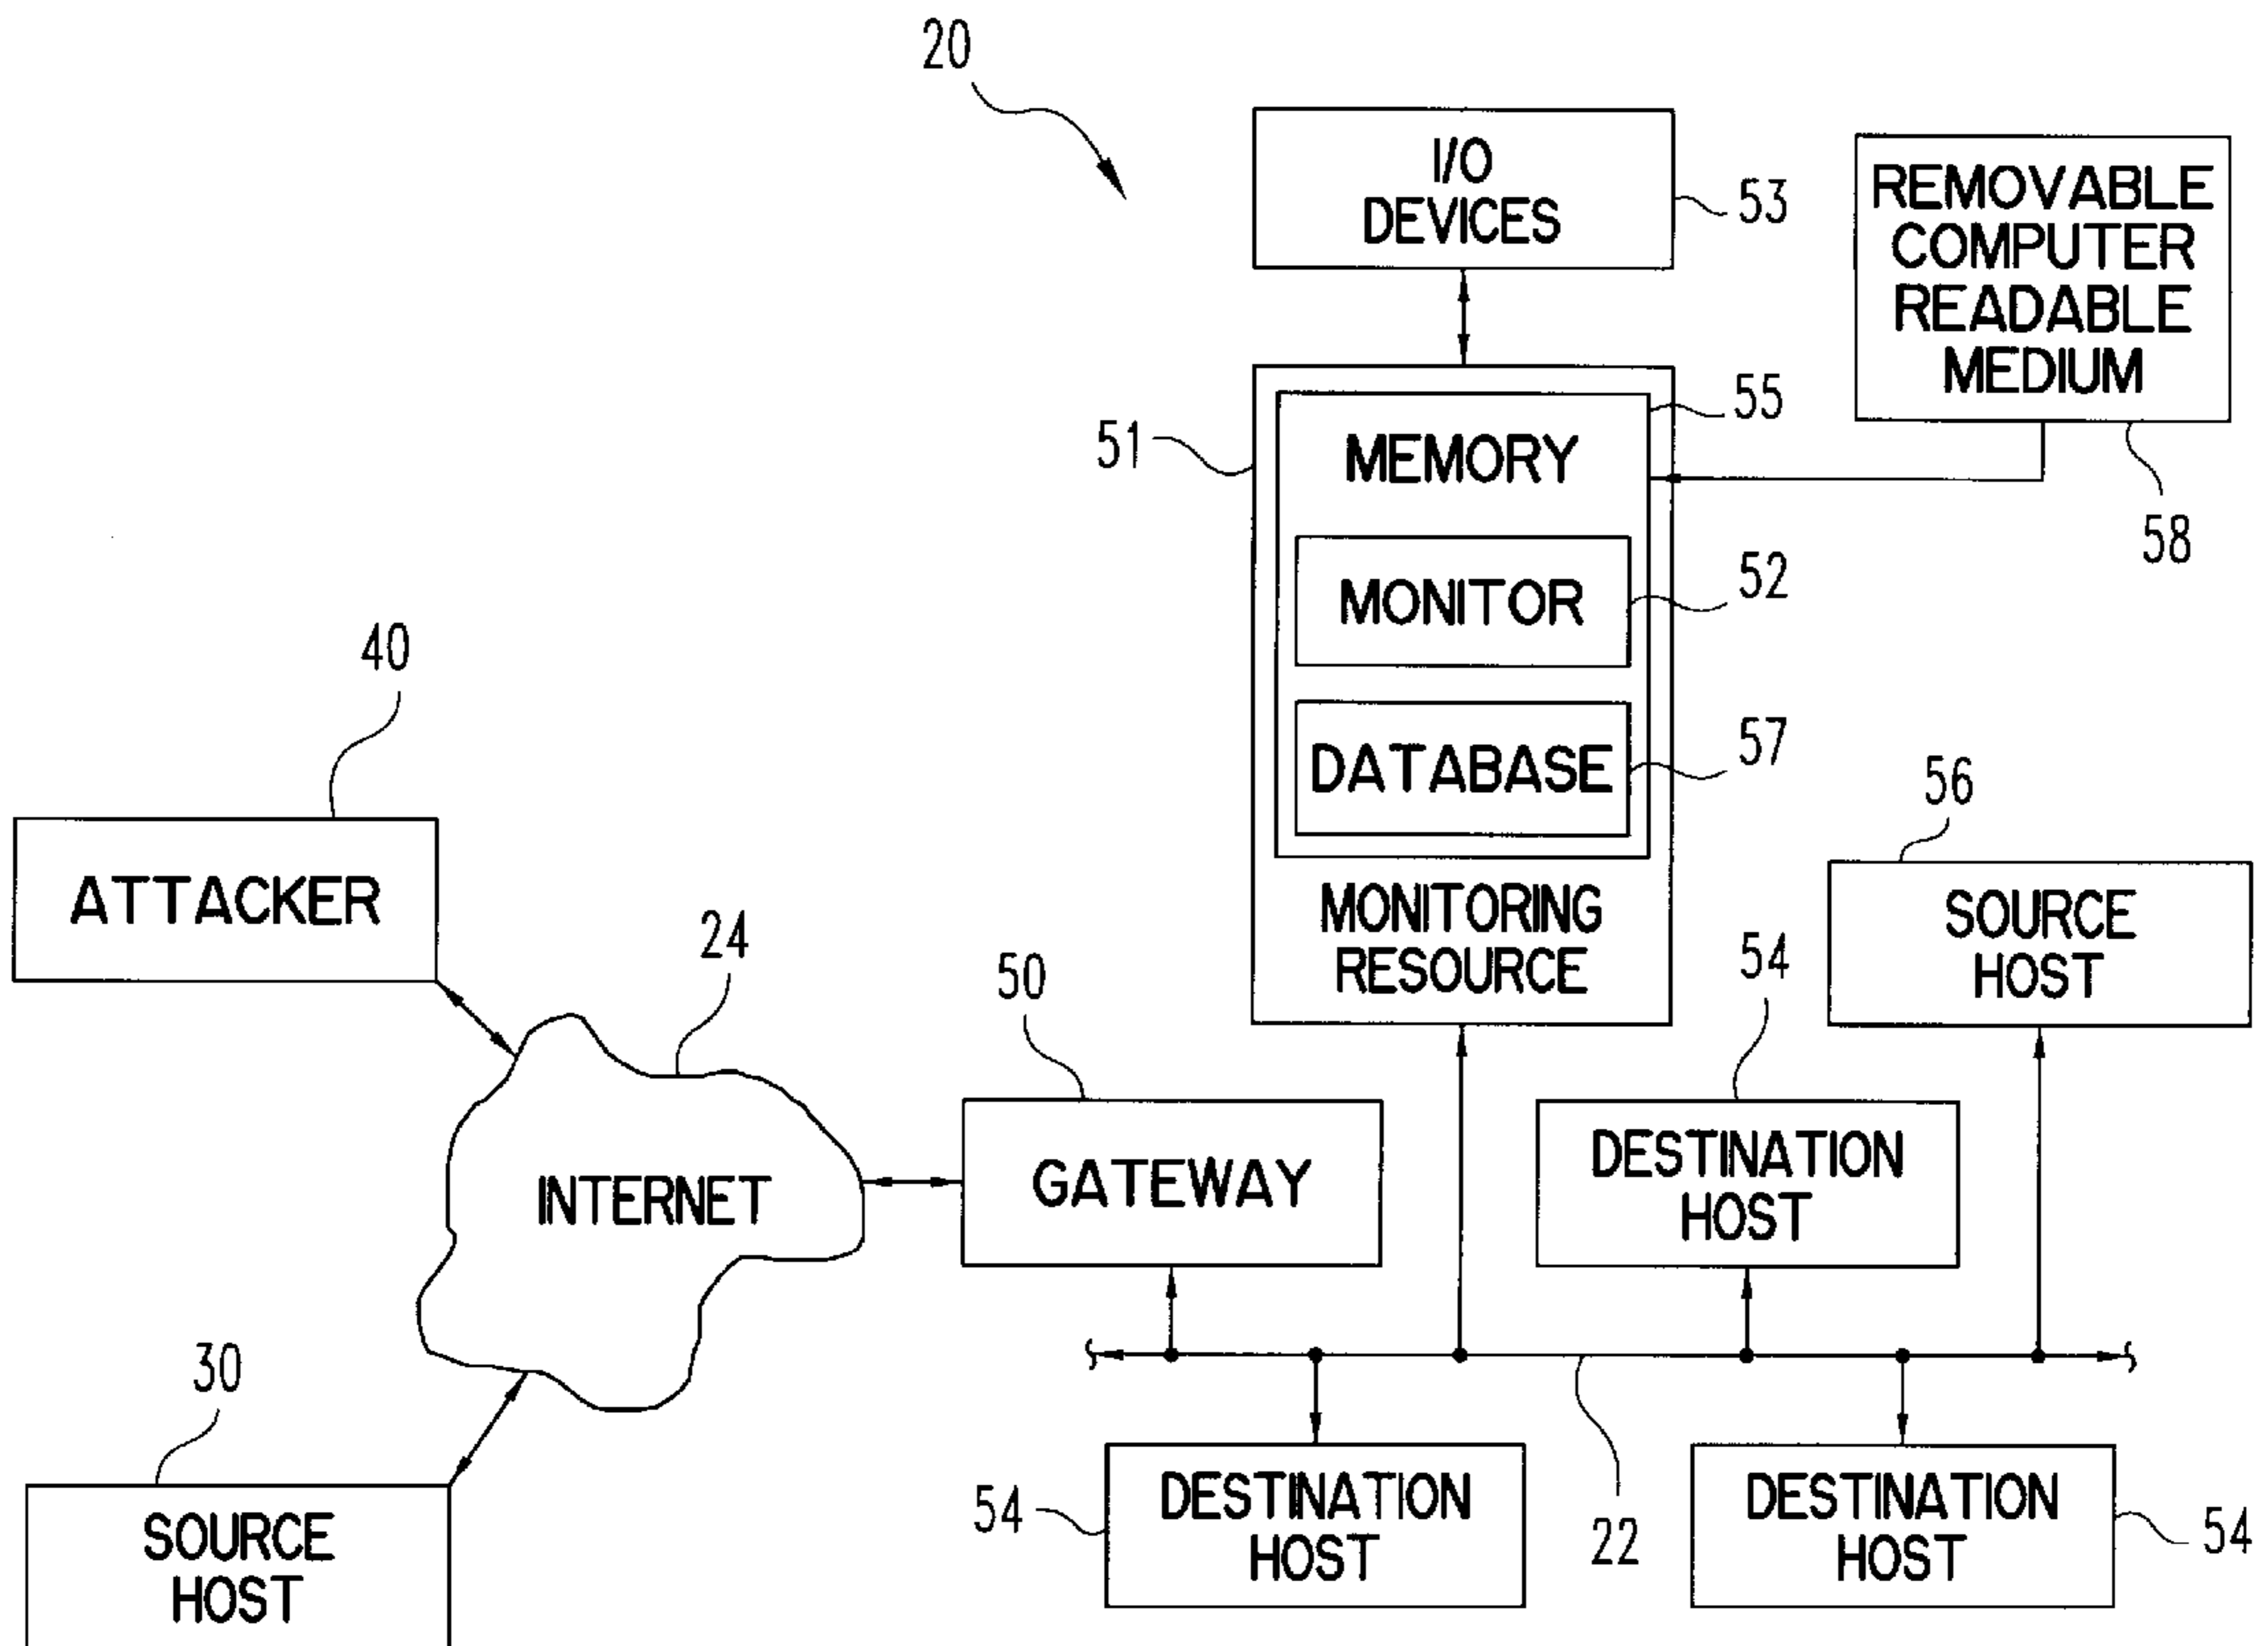 20
I/O
DEVICES
53
REMOVABLE
COMPUTER
READABLE
MEDIUM
58
51
55
MEMORY
MONITOR
52
DATABASE
57
MONITORING
RESOURCE
40
ATTACKER
24
INTERNET
50
GATEWAY
54
DESTINATION
HOST
56
SOURCE
HOST
30
SOURCE
HOST
54
DESTINATION
HOST
22
DESTINATION
HOST
54